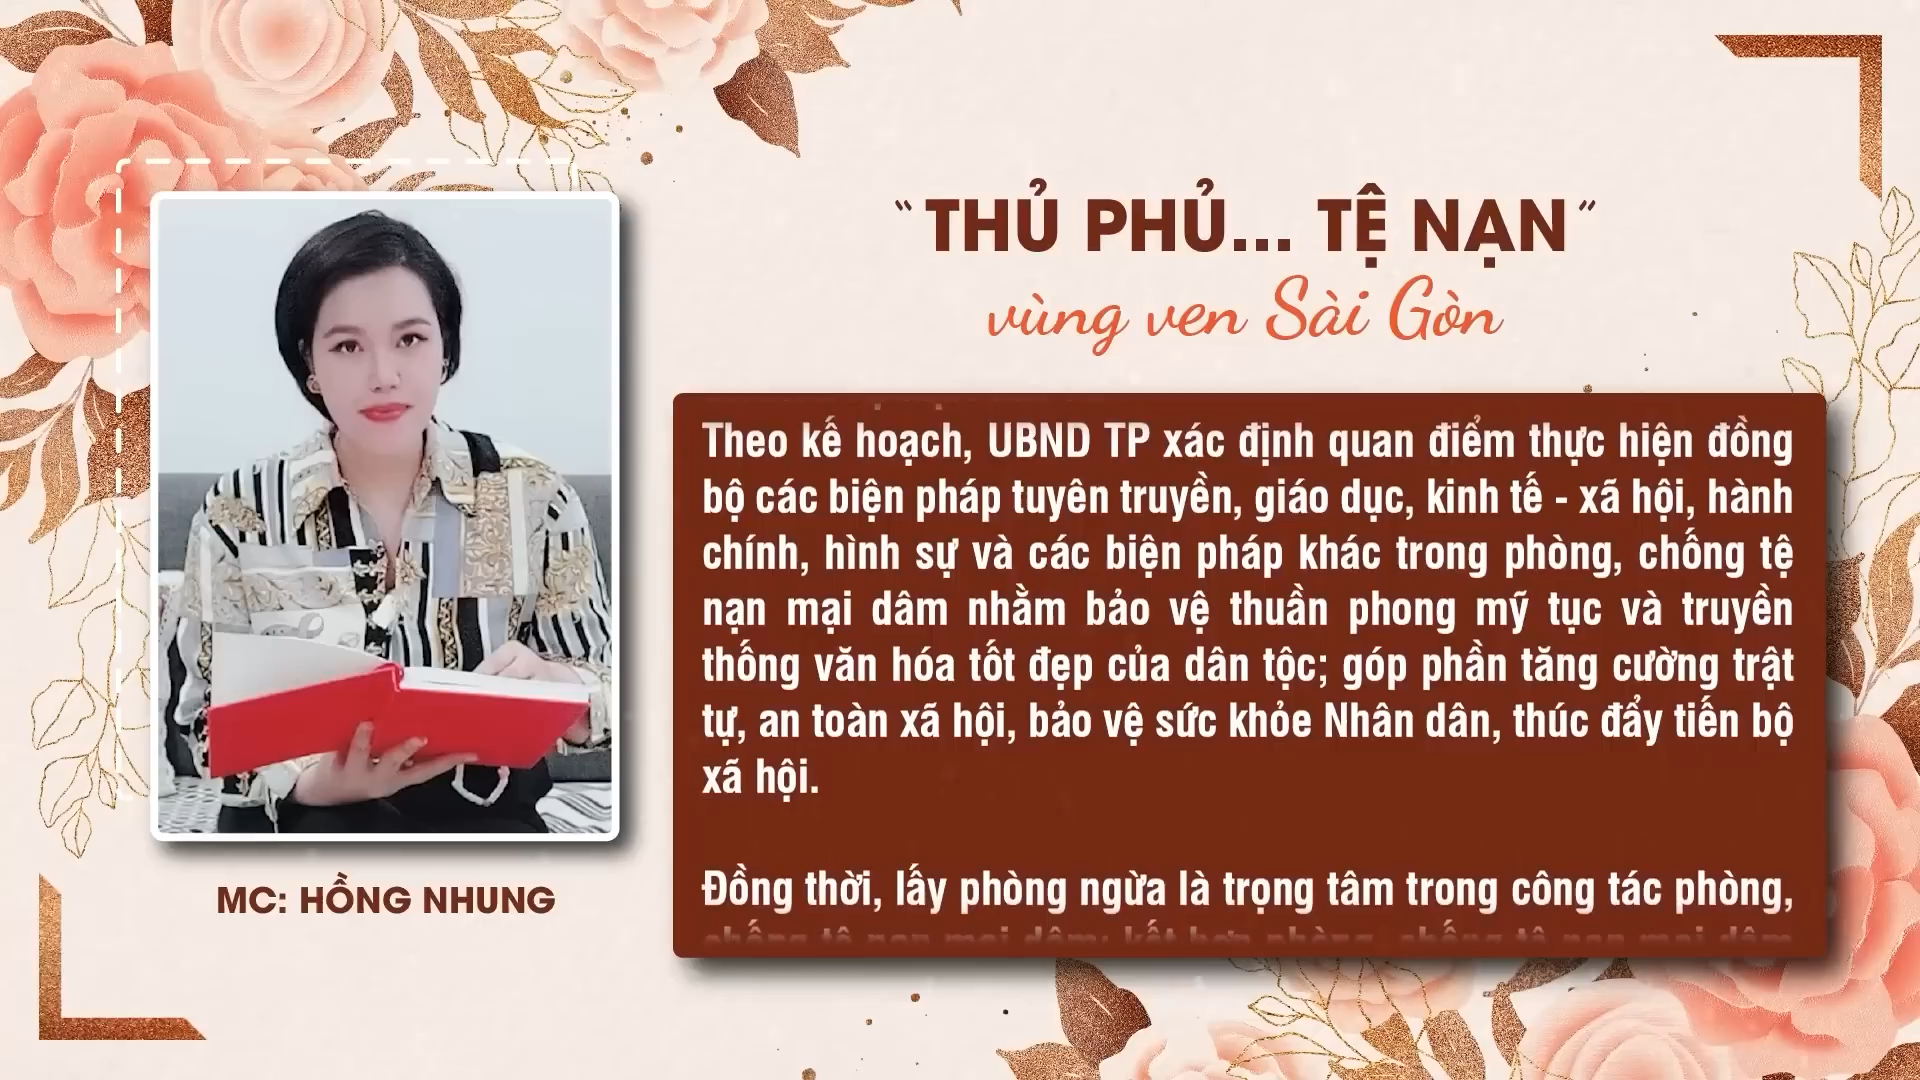 "THỦ PHỦ... TỆ NẠN"
vùng ven Sài Gòn
Theo kế hoạch, UBND TP xác định quan điểm thực hiện đồng
bộ các biện pháp tuyên truyền, giáo dục, kinh tế - xã hội, hành
chính, hình sự và các biện pháp khác trong phòng, chống tệ
nạn mại dâm nhằm bảo vệ thuần phong mỹ tục và truyền
thống văn hóa tốt đẹp của dân tộc; góp phần tăng cường trật
tự, an toàn xã hội, bảo vệ sức khỏe Nhân dân, thúc đẩy tiến bộ
xã hội.
Đồng thời, lấy phòng ngừa là trọng tâm trong công tác phòng,
MC: HỒNG NHUNG